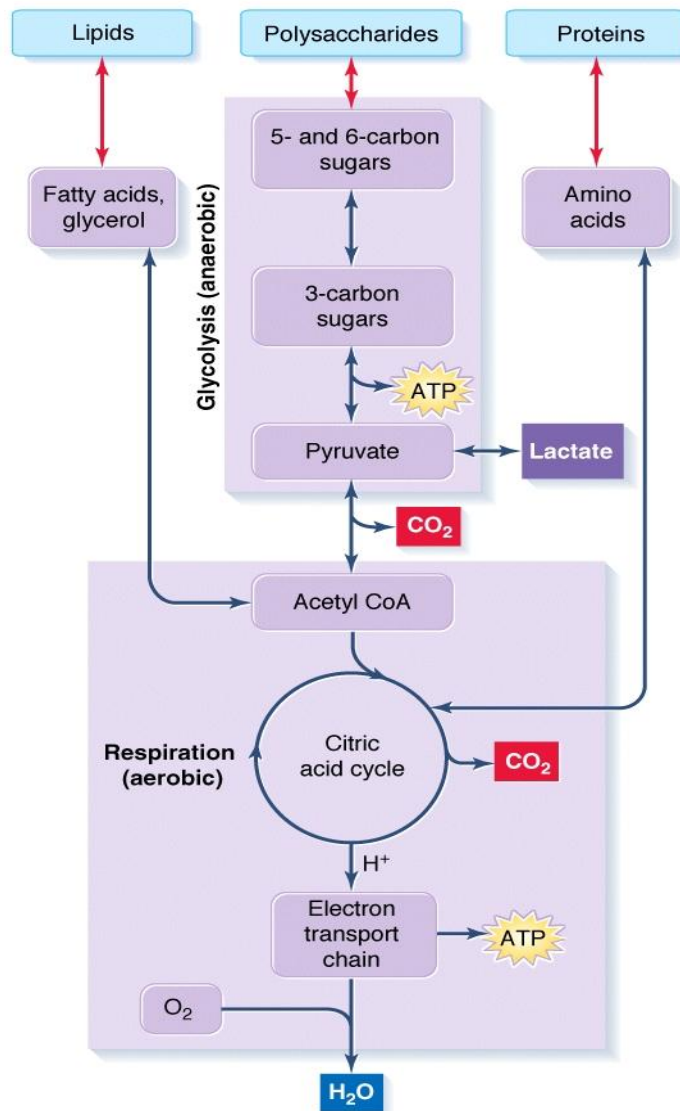 Lipids
Polysaccharides
Proteins
5- and 6-carbon
sugars
Fatty acids,
glycerol
Amino
acids
Glycolysis (anaerobic)
3-carbon
sugars
ATP
Pyruvate
Lactate
CO₂
Acetyl CoA
Respiration
(aerobic)
Citric
acid cycle
CO₂
H⁺
Electron
transport
chain
ATP
O₂
H₂O